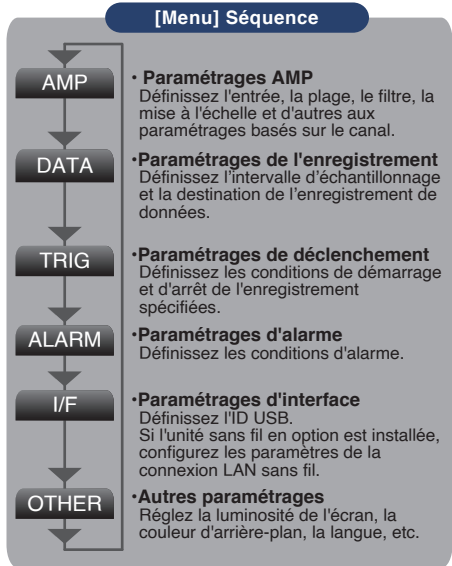 [Menu] Séquence
AMP
• Paramétrages AMP
Définissez l'entrée, la plage, le filtre, la
mise à l'échelle et d'autres aux
paramétrages basés sur le canal.
DATA
•Paramétrages de l'enregistrement
Définissez l'intervalle d'échantillonnage
et la destination de l'enregistrement de
données.
TRIG
•Paramétrages de déclenchement
Définissez les conditions de démarrage
et d'arrêt de l'enregistrement
spécifiées.
ALARM
•Paramétrages d'alarme
Définissez les conditions d'alarme.
I/F
•Paramétrages d'interface
Définissez l'ID USB.
Si l'unité sans fil en option est installée,
configurez les paramètres de la
connexion LAN sans fil.
OTHER
•Autres paramétrages
Réglez la luminosité de l'écran, la
couleur d'arrière-plan, la langue, etc.